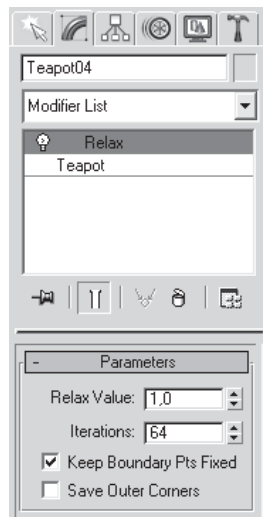 Teapot04
Modifier List
Relax
Teapot
- Parameters
Relax Value: 1,0
Iterations: 64
Keep Boundary Pts Fixed
Save Outer Corners